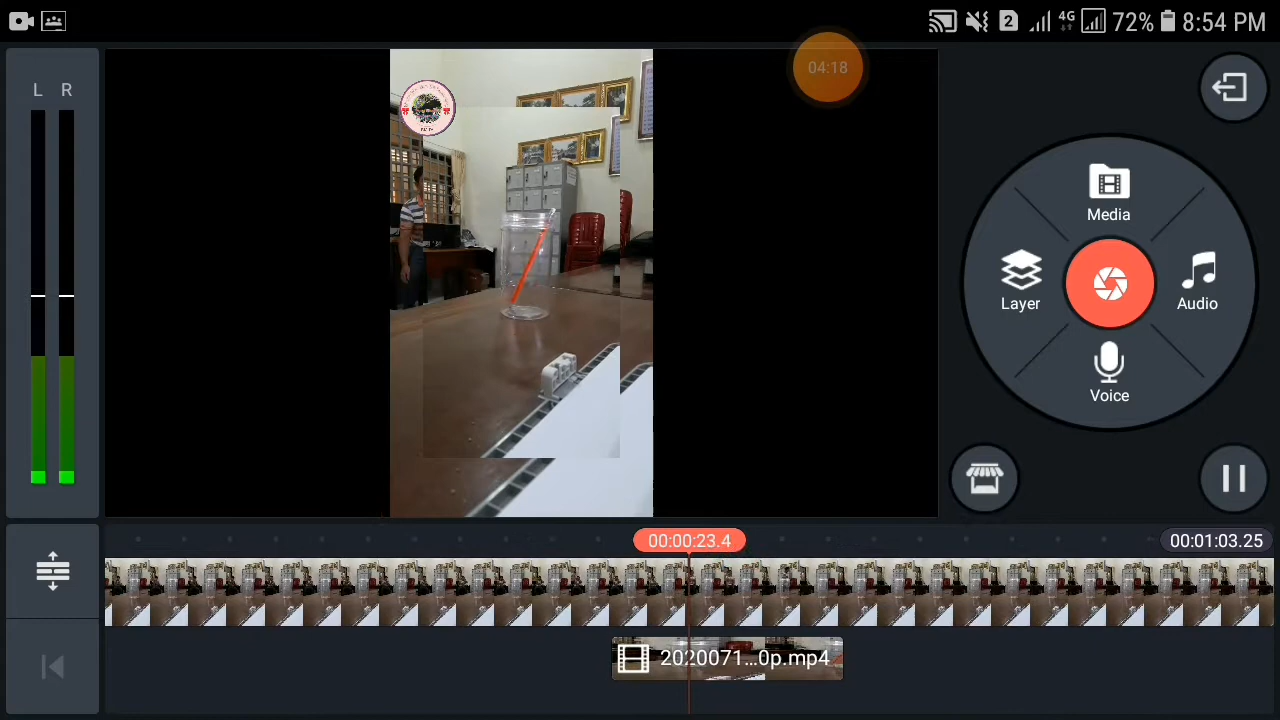 4G 72% 8:54 PM
04:18
L R
Media
Layer
Audio
Voice
00:00:23.4
00:01:03.25
2020071...0p.mp4